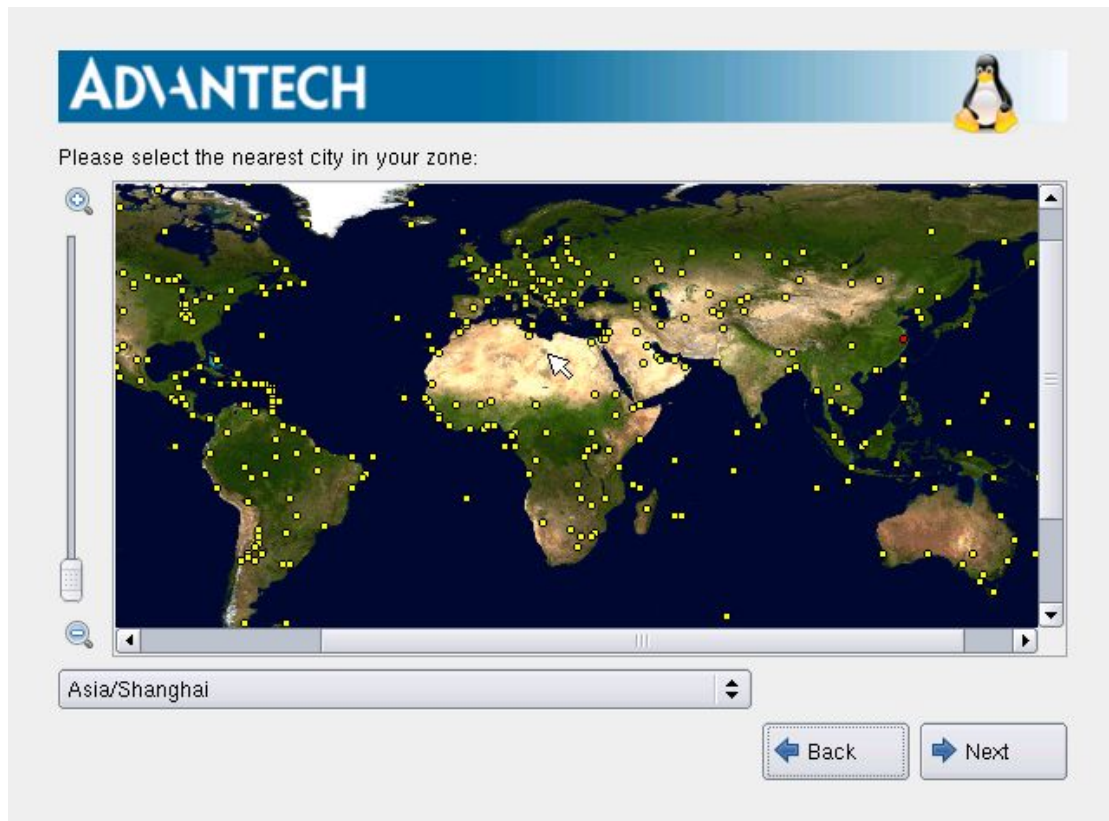 ADVANTECH
Please select the nearest city in your zone:
Asia/Shanghai
Back
Next